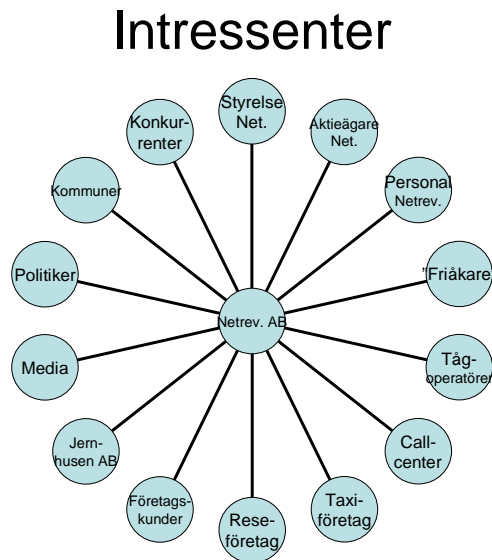 Intressenter
Styrelse
Net.
Aktieägare
Net.
Personal
Netrev.
"Friåkare"
Tåg-
operatörer
Call-
center
Taxi-
företag
Rese-
företag
Företags-
kunder
Jern-
husen AB
Media
Politiker
Kommuner
Konkur-
renter
Netrev. AB